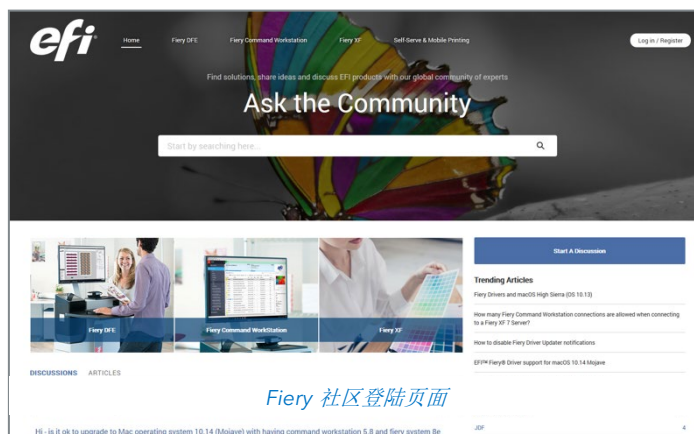 efi
Home Fiery DFE Fiery Command Workstation Fiery XF Self-Serve & Mobile Printing Log in / Register
Find solutions, share ideas and discuss EFI products with our global community of experts
Ask the Community
Start by searching here...
Start A Discussion
Trending Articles
Fiery Drivers and macOS High Sierra (OS 10.13)
How many Fiery Command Workstation connections are allowed when connecting
to a Fiery XF 7 Server?
How to disable Fiery Driver Updater notifications
EFI™ Fiery® Driver support for macOS 10.14 Mojave
Fiery DFE Fiery Command WorkStation Fiery XF
DISCUSSIONS ARTICLES
Fiery 社区登陆页面
Hi - is it ok to upgrade to Mac operating system 10.14 (Mojave) with having command workstation 5.8 and fiery system 8e
JDF 4